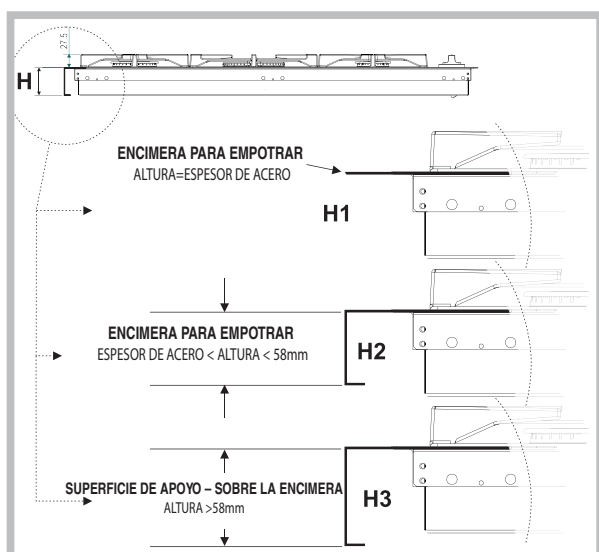 27.5
H
ENCIMERA PARA EMPOTRAR
ALTURA=ESPESOR DE ACERO
H1
ENCIMERA PARA EMPOTRAR
ESPESOR DE ACERO < ALTURA < 58mm
H2
SUPERFICIE DE APOYO – SOBRE LA ENCIMERA
ALTURA >58mm
H3